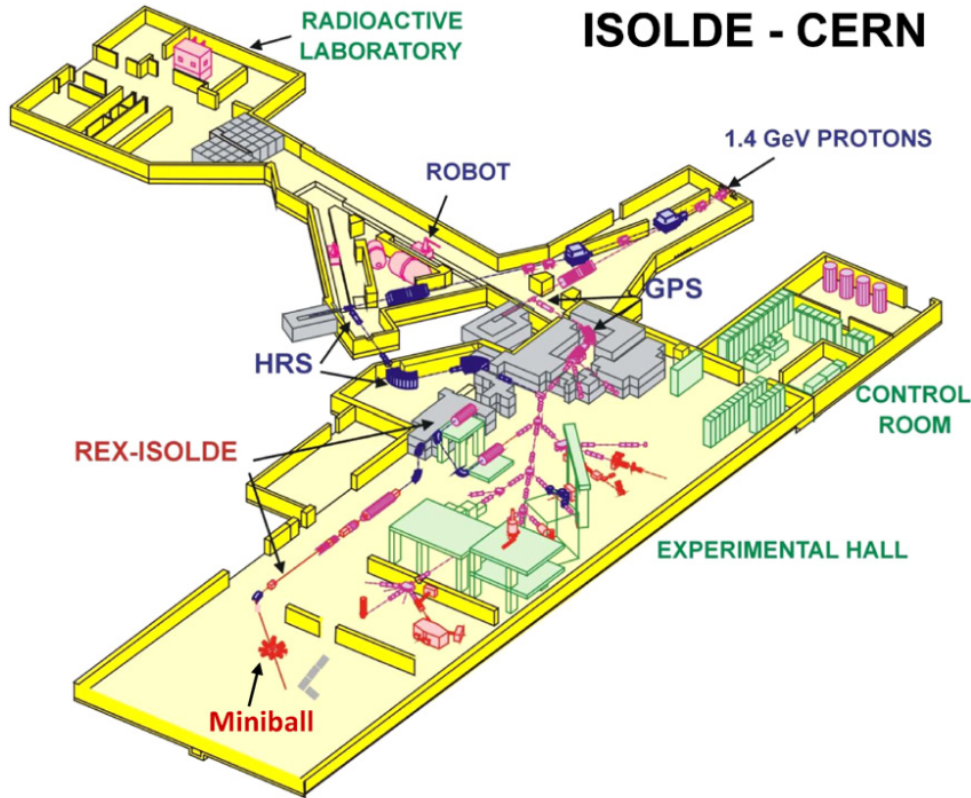 RADIOACTIVE
LABORATORY
ISOLDE - CERN
1.4 GeV PROTONS
ROBOT
GPS
HRS
CONTROL
ROOM
REX-ISOLDE
EXPERIMENTAL HALL
Miniball